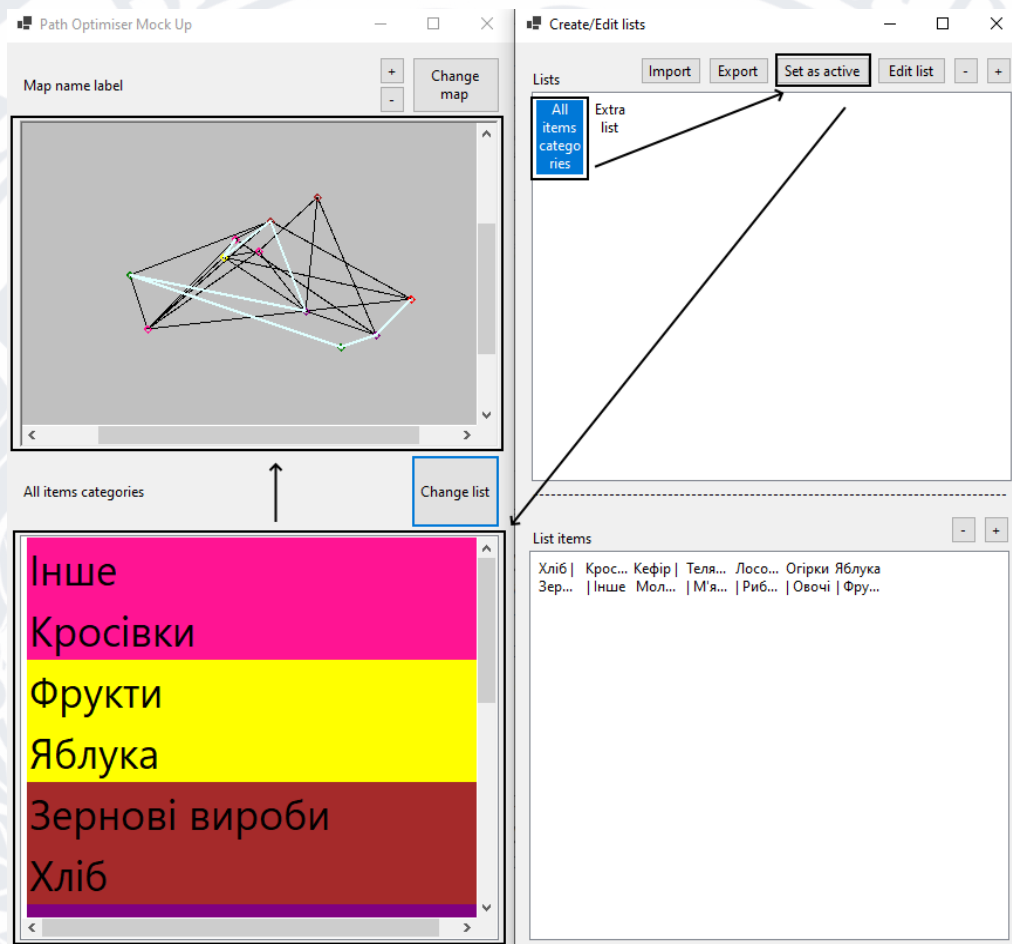 Path Optimiser Mock Up
Map name label
+
-
Change
map
All items categories
Change list
Інше
Кросівки
Фрукти
Яблука
Зернові вироби
Хліб
Create/Edit lists
Lists
Import
Export
Set as active
Edit list
-
+
All
items
catego
ries
Extra
list
List items
-
+
Хліб | Крос... Кефір | Теля... Лосо... Огірки Яблука
Зер... | Інше Мол... | М'я... | Риб... | Овочі | Фру...